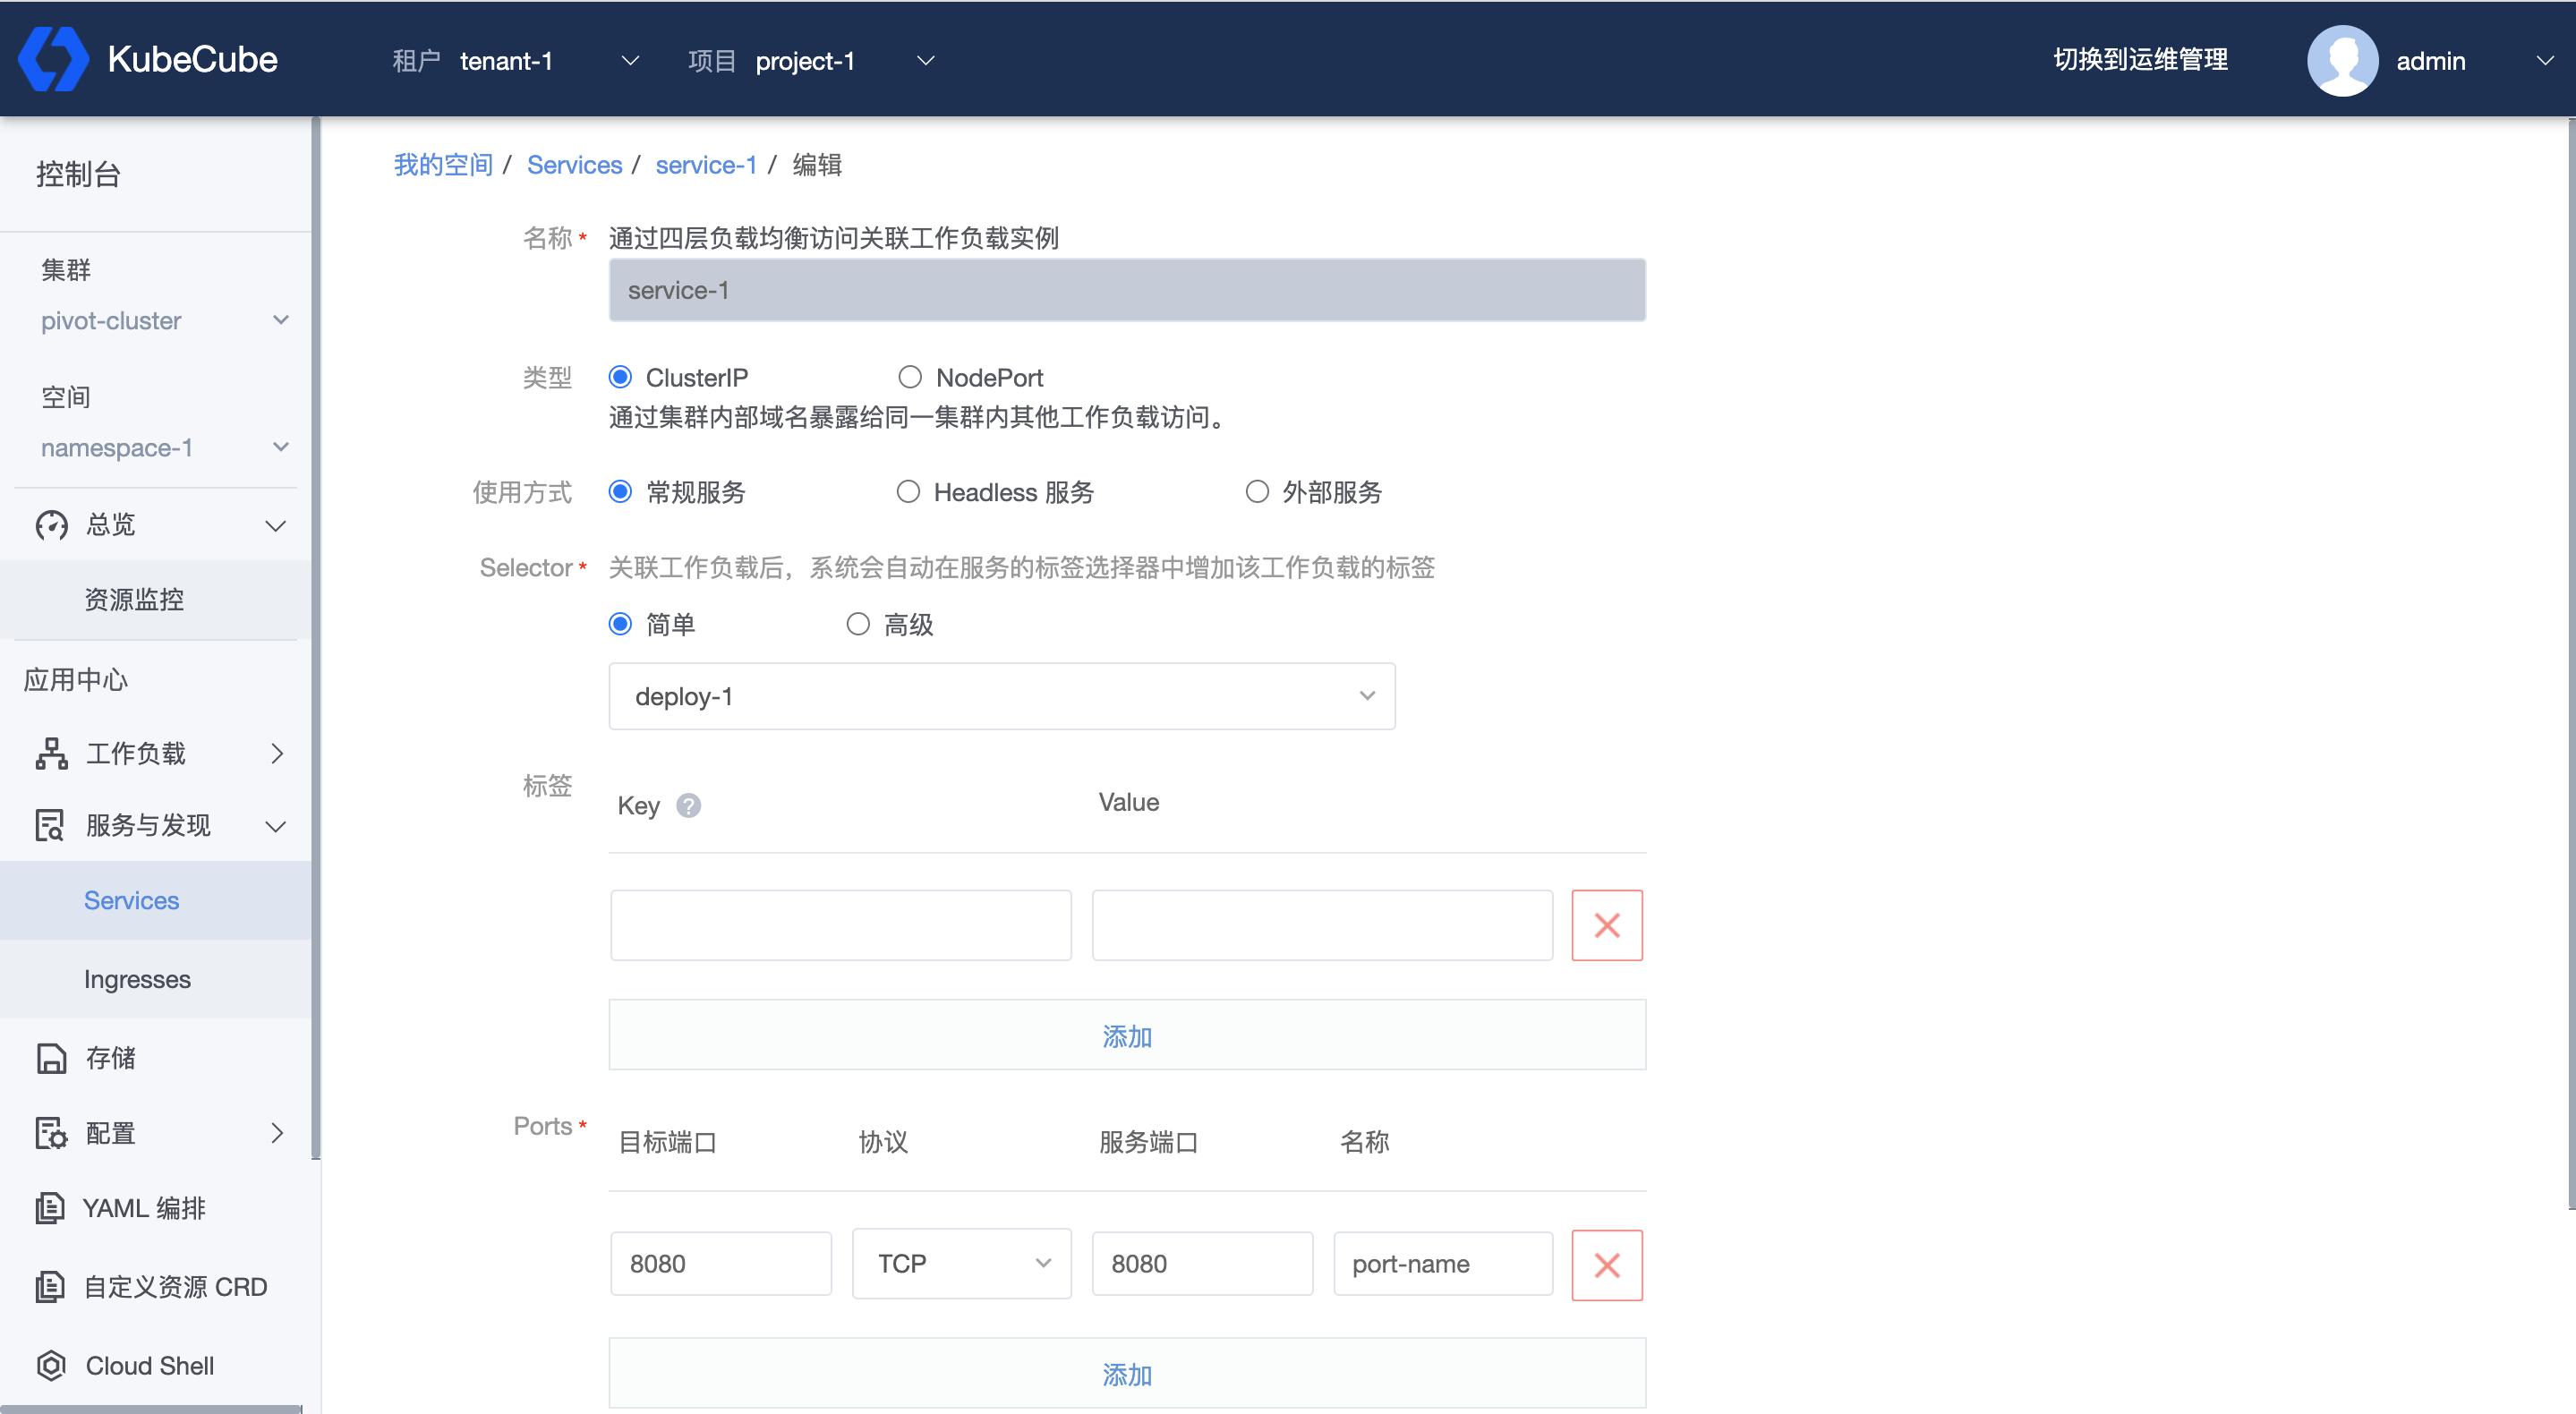 KubeCube
租户 tenant-1 项目 project-1 切换到运维管理 admin
控制台
集群
pivot-cluster
空间
namespace-1
总览
资源监控
应用中心
工作负载
服务与发现
Services
Ingresses
存储
配置
YAML 编排
自定义资源 CRD
Cloud Shell
我的空间 / Services / service-1 / 编辑
名称 * 通过四层负载均衡访问关联工作负载实例
service-1
类型 ClusterIP NodePort
通过集群内部域名暴露给同一集群内其他工作负载访问。
使用方式 常规服务 Headless 服务 外部服务
Selector * 关联工作负载后，系统会自动在服务的标签选择器中增加该工作负载的标签
简单 高级
deploy-1
标签 Key ? Value
添加
Ports * 目标端口 协议 服务端口 名称
8080 TCP 8080 port-name
添加